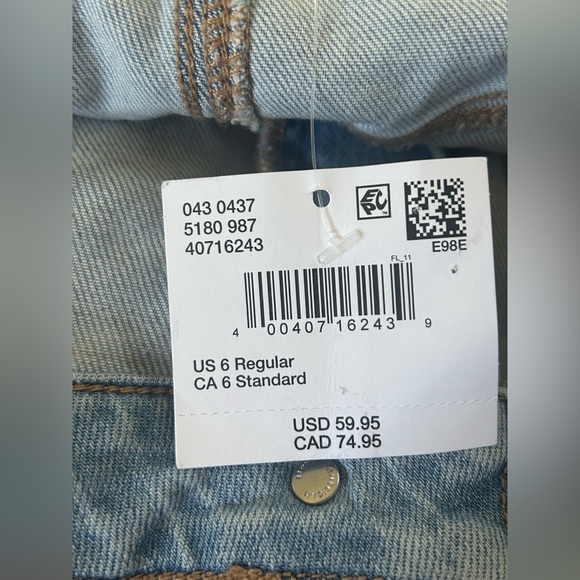 043 0437
5180 987
40716243
EPC
E98E
FL_11
4 00407 16243 9
US 6 Regular
CA 6 Standard
USD 59.95
CAD 74.95